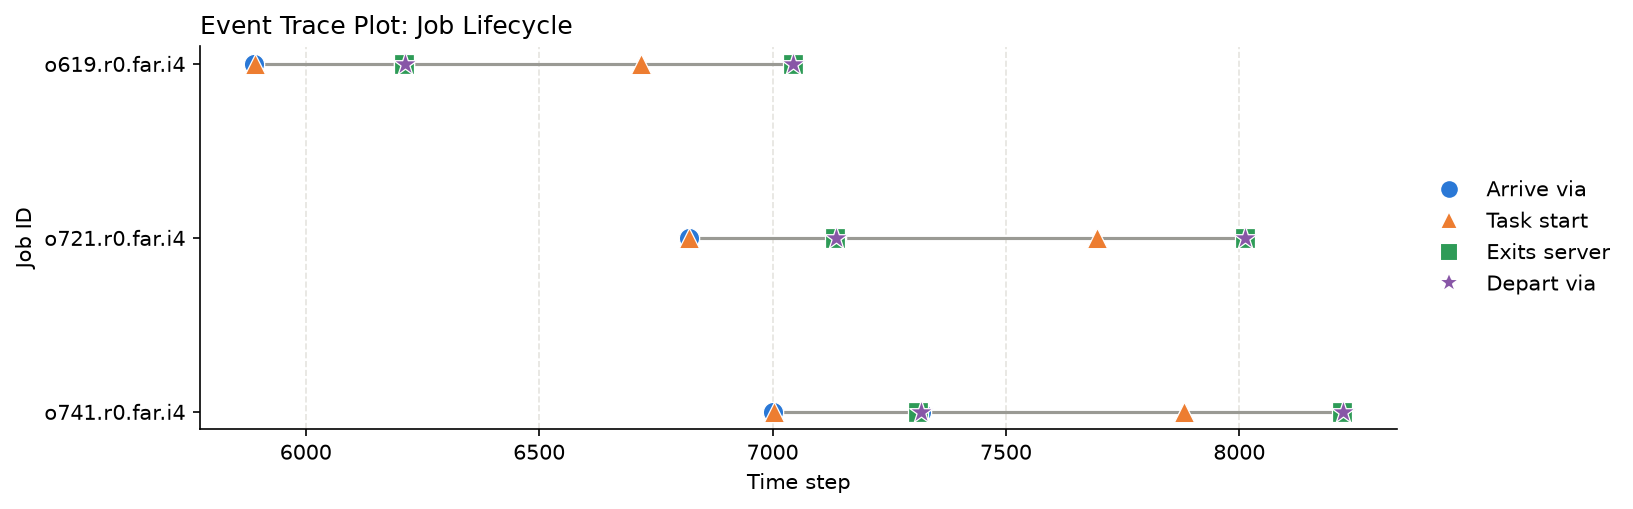 Event Trace Plot: Job Lifecycle
Job ID
o619.r0.far.i4
o721.r0.far.i4
o741.r0.far.i4
6000 6500 7000 7500 8000
Time step
Arrive via
Task start
Exits server
Depart via